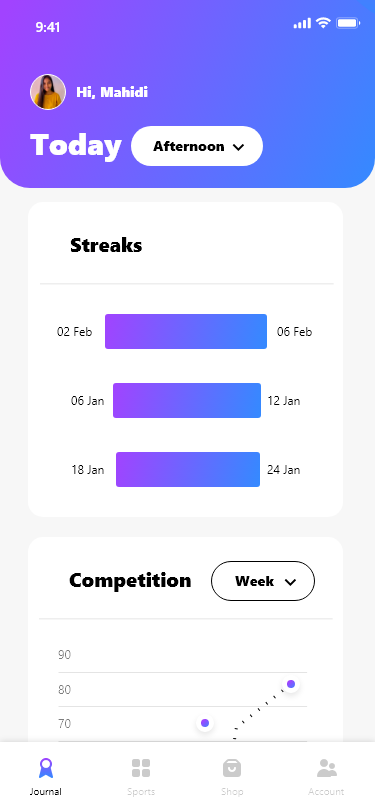 9:41
Hi, Mahidi
Today Afternoon
Streaks
02 Feb 06 Feb
06 Jan 12 Jan
18 Jan 24 Jan
Competition Week
90
80
70
Journal Sports Shop Account